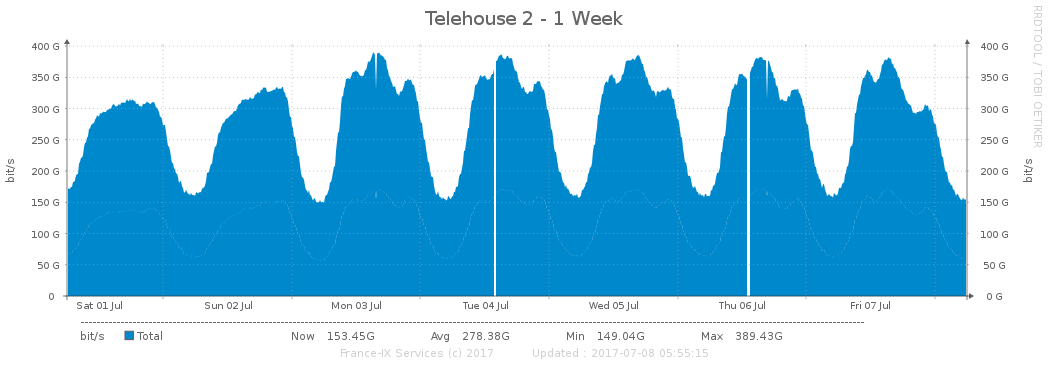 Telehouse 2 - 1 Week
RRDTOOL / TOBI OETIKER
400 G 400 G
350 G 350 G
300 G 300 G
250 G 250 G
200 G 200 G
150 G 150 G
100 G 100 G
50 G 50 G
0 0 G
bit/s
bit/s
Sat 01 Jul Sun 02 Jul Mon 03 Jul Tue 04 Jul Wed 05 Jul Thu 06 Jul Fri 07 Jul
bit/s Total Now 153.45G Avg 278.38G Min 149.04G Max 389.43G
France-IX Services (c) 2017 Updated : 2017-07-08 05:55:15